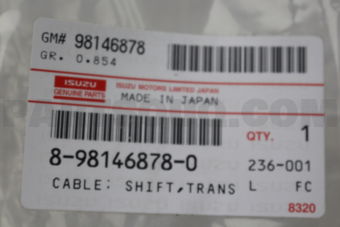 GM# 98146878
GR. 0.854
ISUZU
GENUINE PARTS
ISUZU MOTORS LIMITED JAPAN
MADE IN JAPAN
QTY. 1
8-98146878-0
236-001
CABLE: SHIFT,TRANS L FC
8320